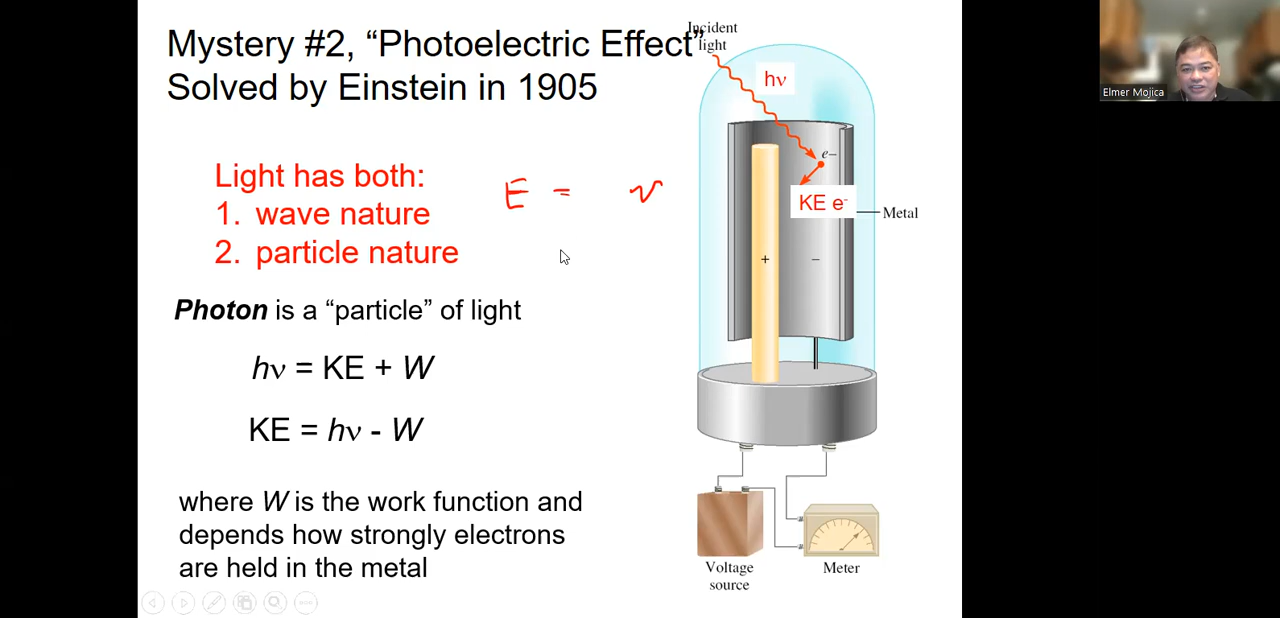 Mystery #2, “Photoelectric Effect”
Solved by Einstein in 1905
Incident
light
hν
e−
KE e-
Metal
+
−
Light has both:
1. wave nature
2. particle nature
E = ν
Photon is a “particle” of light
hν = KE + W
KE = hν - W
where W is the work function and
depends how strongly electrons
are held in the metal
Voltage
source
Meter
Elmer Mojica